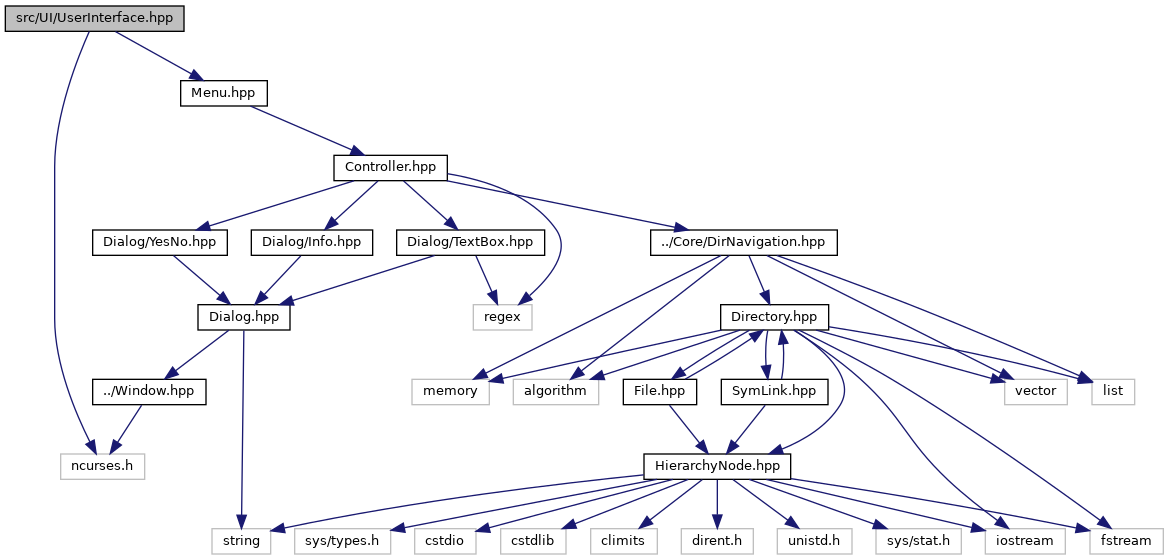 src/UI/UserInterface.hpp
Menu.hpp
Controller.hpp
Dialog/YesNo.hpp
Dialog/Info.hpp
Dialog/TextBox.hpp
../Core/DirNavigation.hpp
Dialog.hpp
regex
Directory.hpp
../Window.hpp
memory
algorithm
File.hpp
SymLink.hpp
vector
list
ncurses.h
HierarchyNode.hpp
string
sys/types.h
cstdio
cstdlib
climits
dirent.h
unistd.h
sys/stat.h
iostream
fstream